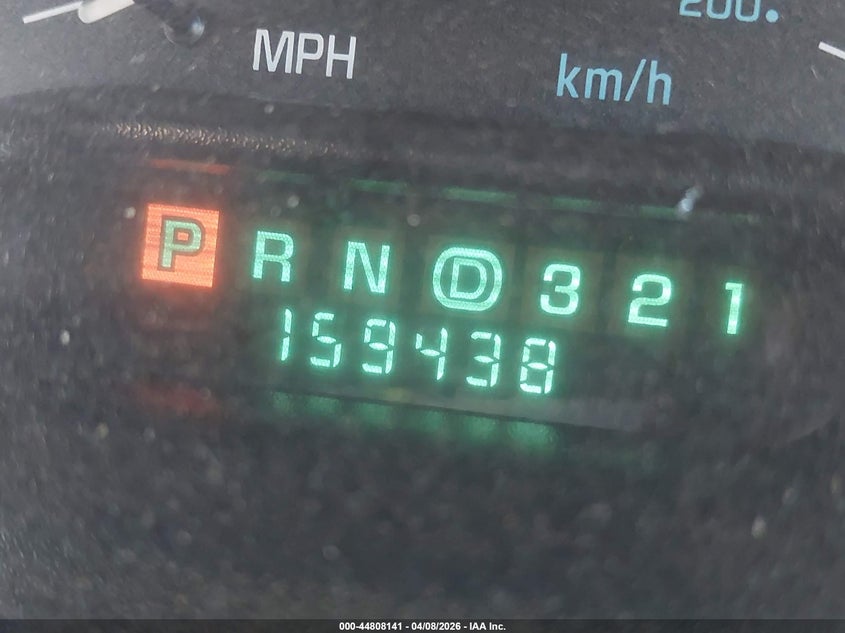 200
MPH
km/h
P R N D 3 2 1
159438
000-44808141 - 04/08/2026 - IAA Inc.